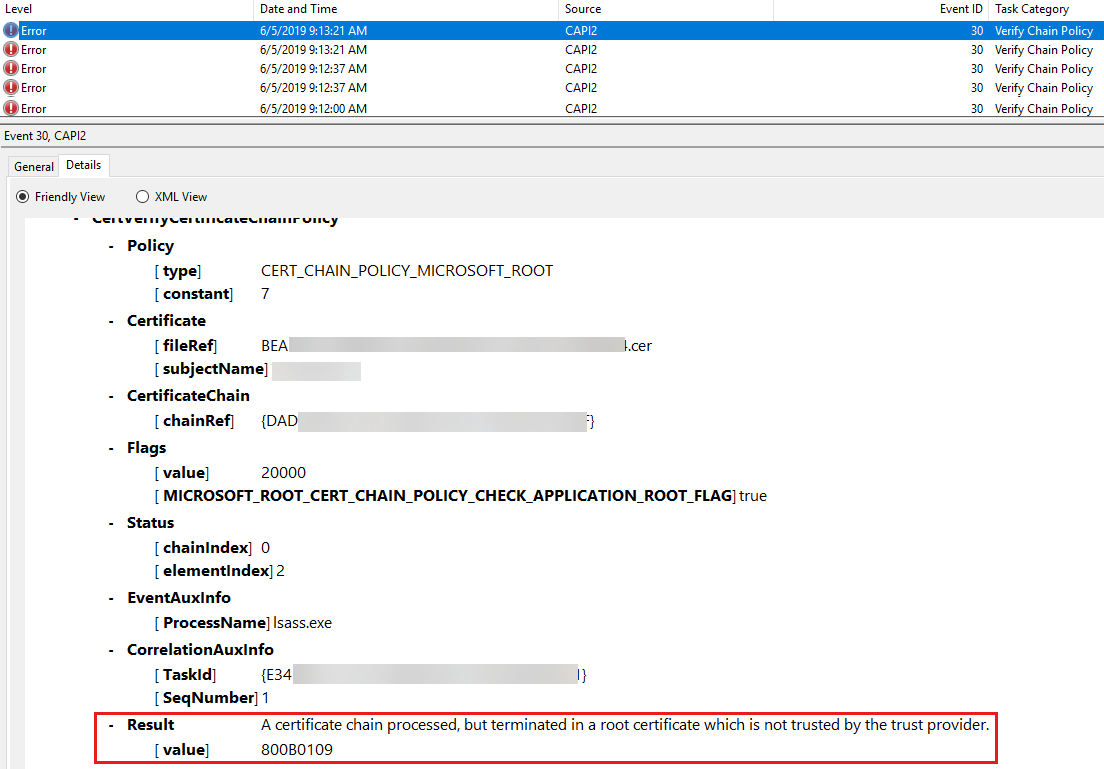 Level Date and Time Source Event ID Task Category
Error 6/5/2019 9:13:21 AM CAPI2 30 Verify Chain Policy
Error 6/5/2019 9:13:21 AM CAPI2 30 Verify Chain Policy
Error 6/5/2019 9:12:37 AM CAPI2 30 Verify Chain Policy
Error 6/5/2019 9:12:37 AM CAPI2 30 Verify Chain Policy
Error 6/5/2019 9:12:00 AM CAPI2 30 Verify Chain Policy
Event 30, CAPI2
General Details
Friendly View XML View
- CertVerifyCertificateChainPolicy
- Policy
[ type] CERT_CHAIN_POLICY_MICROSOFT_ROOT
[ constant] 7
- Certificate
[ fileRef] BEA .cer
[ subjectName]
- CertificateChain
[ chainRef] {DAD }
- Flags
[ value] 20000
[ MICROSOFT_ROOT_CERT_CHAIN_POLICY_CHECK_APPLICATION_ROOT_FLAG] true
- Status
[ chainIndex] 0
[ elementIndex] 2
- EventAuxInfo
[ ProcessName] lsass.exe
- CorrelationAuxInfo
[ TaskId] {E34 }
[ SeqNumber] 1
- Result A certificate chain processed, but terminated in a root certificate which is not trusted by the trust provider.
[ value] 800B0109